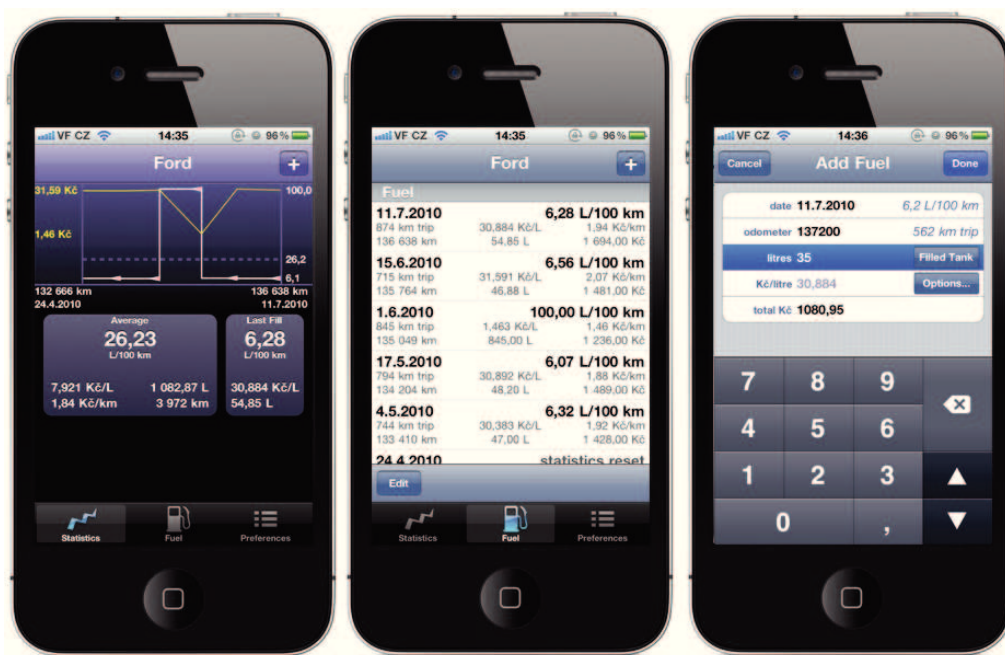 VF CZ 14:35 96%
Ford +
31,59 Kč 100,0
1,46 Kč
26,2
6,1
132 666 km 136 638 km
24.4.2010 11.7.2010
Average
26,23
L/100 km
7,921 Kč/L 1 082,87 L
1,84 Kč/km 3 972 km
Last Fill
6,28
L/100 km
30,884 Kč/L
54,85 L
Statistics Fuel Preferences
VF CZ 14:35 96%
Ford +
Fuel
11.7.2010 6,28 L/100 km
874 km trip 30,884 Kč/L 1,94 Kč/km
136 638 km 54,85 L 1 694,00 Kč
15.6.2010 6,56 L/100 km
715 km trip 31,591 Kč/L 2,07 Kč/km
135 764 km 46,88 L 1 481,00 Kč
1.6.2010 100,00 L/100 km
845 km trip 1,463 Kč/L 1,46 Kč/km
135 049 km 845,00 L 1 236,00 Kč
17.5.2010 6,07 L/100 km
794 km trip 30,892 Kč/L 1,88 Kč/km
134 204 km 48,20 L 1 489,00 Kč
4.5.2010 6,32 L/100 km
744 km trip 30,383 Kč/L 1,92 Kč/km
133 410 km 47,00 L 1 428,00 Kč
24.4.2010 statistics reset
Edit
Statistics Fuel Preferences
VF CZ 14:36 96%
Cancel Add Fuel Done
date 11.7.2010 6,2 L/100 km
odometer 137200 562 km trip
litres 35 Filled Tank
Kč/litre 30,884 Options...
total Kč 1080,95
7 8 9
4 5 6
1 2 3
0 ,